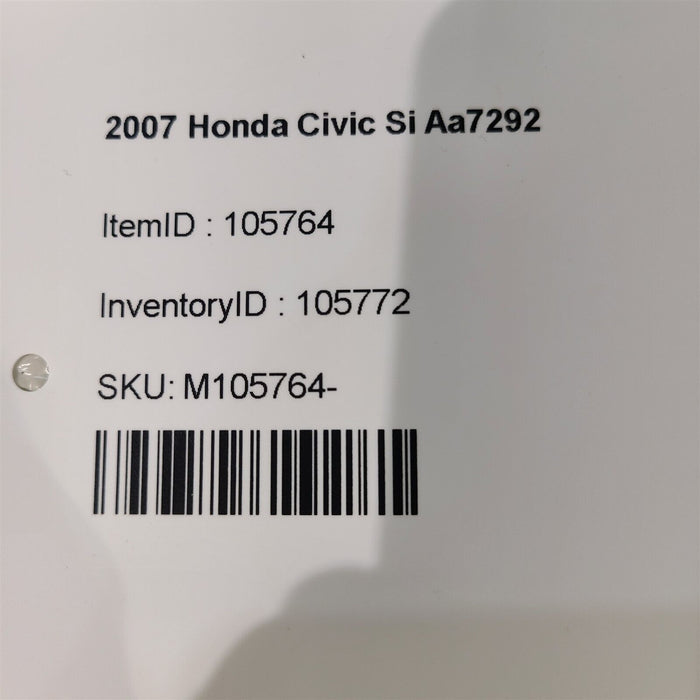 2007 Honda Civic Si Aa7292
ItemID : 105764
InventoryID : 105772
SKU: M105764-